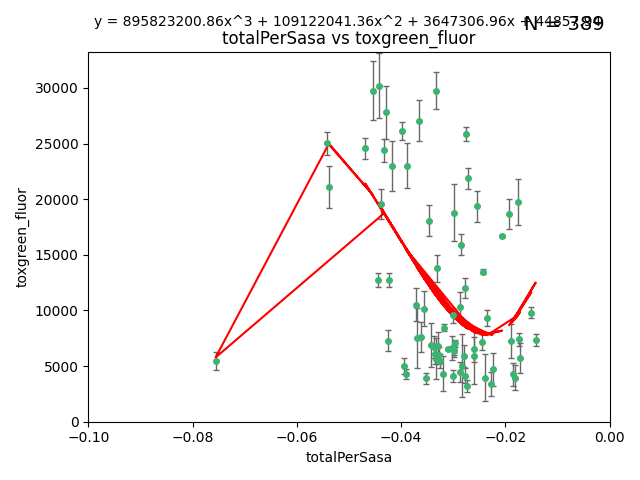 y = 895823200.86x^3 + 109122041.36x^2 + 3647306.96x +
N = 389
totalPerSasa vs toxgreen_fluor
30000
25000
20000
15000
10000
5000
0
toxgreen_fluor
−0.10
−0.08
−0.06
−0.04
−0.02
0.00
totalPerSasa